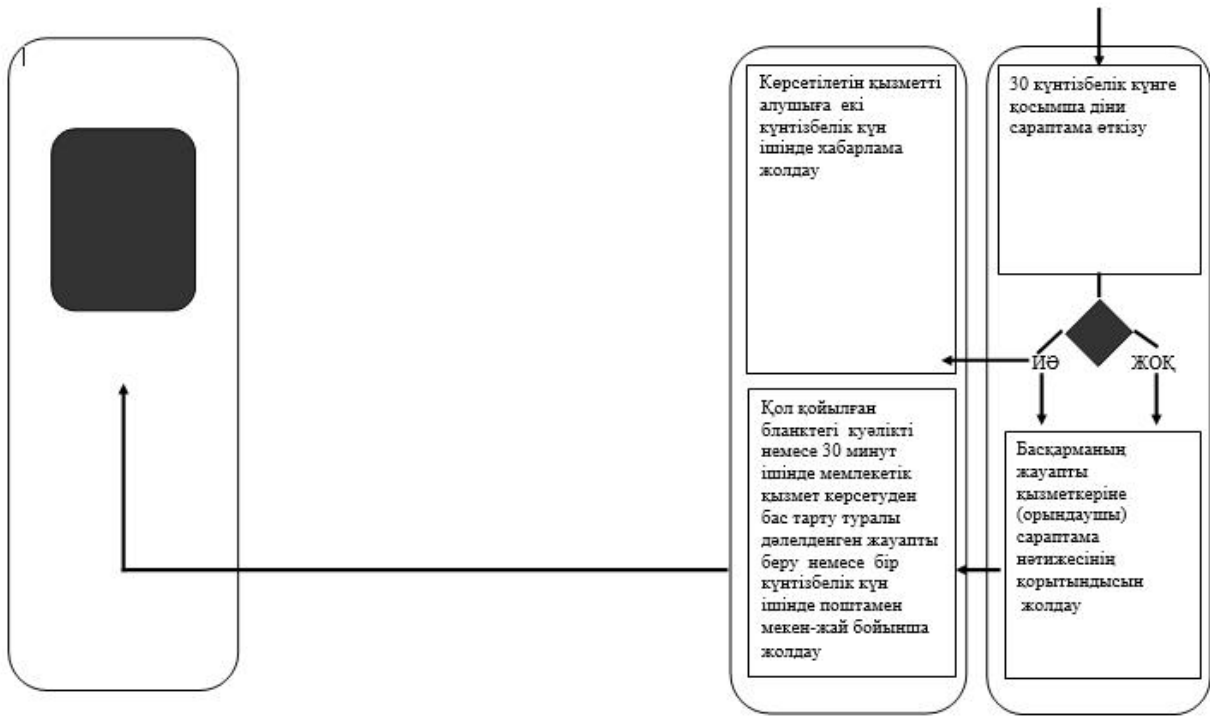 Көрсетілетін қызметті
алушыға екі
күнтізбелік күн
ішінде хабарлама
жолдау
30 күнтізбелік күнге
қосымша діни
сараптама өткізу
ИӘ
ЖОҚ
Қол қойылған
бланктегі куәлікті
немесе 30 минут
ішінде мемлекетік
қызмет көрсетуден
бас тарту туралы
дәлелденген жауапты
беру немесе бір
күнтізбелік күн
ішінде поштамен
мекен-жай бойынша
жолдау
Басқарманың
жауапты
қызметкеріне
(орындаушы)
сараптама
нәтижесінің
қорытындысын
жолдау